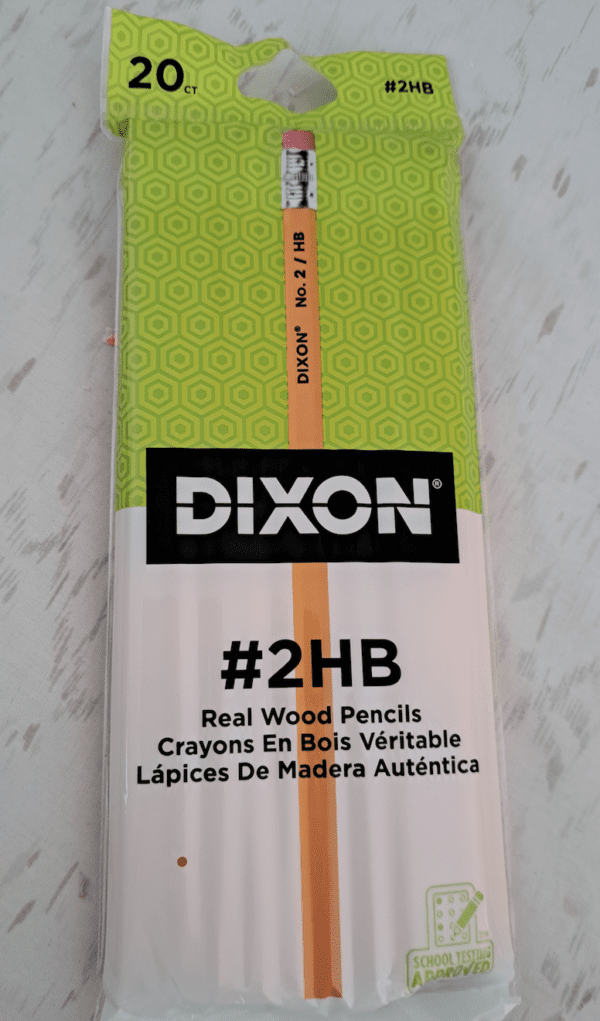 20 CT
#2HB
DIXON® No. 2 / HB
DIXON®
#2HB
Real Wood Pencils
Crayons En Bois Véritable
Lápices De Madera Auténtica
SCHOOL TESTING
APPROVED